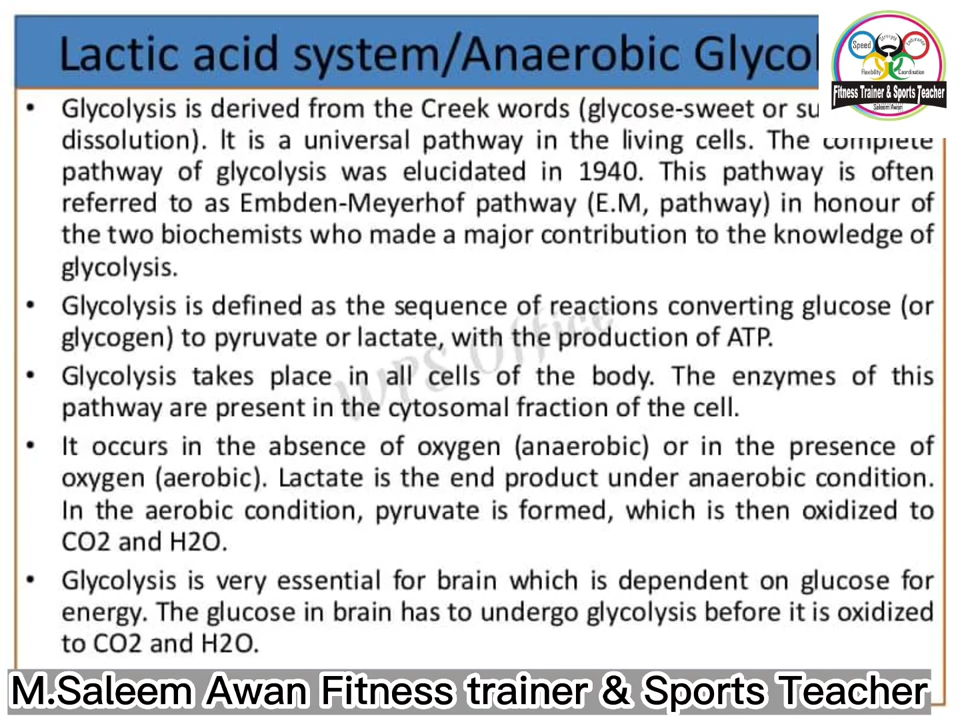 Lactic acid system/Anaerobic Glycol
Speed
Strength
Endurance
Flexibility
Coordination
Fitness Trainer & Sports Teacher
Saleem Awan
• Glycolysis is derived from the Creek words (glycose-sweet or su
dissolution). It is a universal pathway in the living cells. The complete
pathway of glycolysis was elucidated in 1940. This pathway is often
referred to as Embden-Meyerhof pathway (E.M, pathway) in honour of
the two biochemists who made a major contribution to the knowledge of
glycolysis.
• Glycolysis is defined as the sequence of reactions converting glucose (or
glycogen) to pyruvate or lactate, with the production of ATP.
• Glycolysis takes place in all cells of the body. The enzymes of this
pathway are present in the cytosomal fraction of the cell.
• It occurs in the absence of oxygen (anaerobic) or in the presence of
oxygen (aerobic). Lactate is the end product under anaerobic condition.
In the aerobic condition, pyruvate is formed, which is then oxidized to
CO2 and H2O.
• Glycolysis is very essential for brain which is dependent on glucose for
energy. The glucose in brain has to undergo glycolysis before it is oxidized
to CO2 and H2O.
WPS Office
M.Saleem Awan Fitness trainer & Sports Teacher